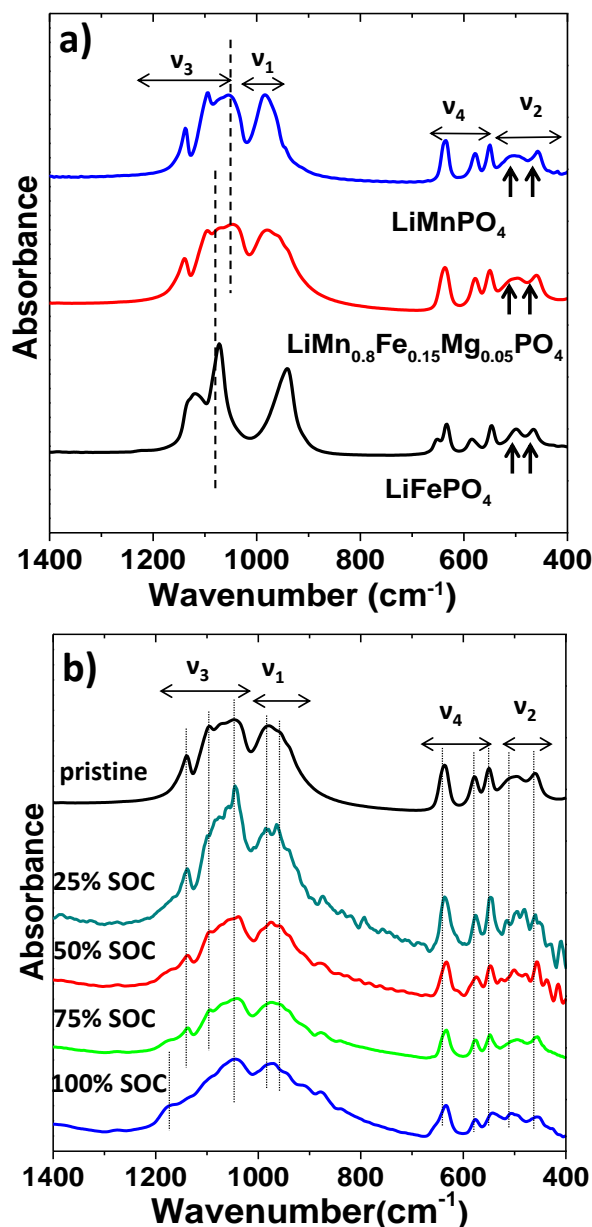 a)
ν3 ν1
ν4 ν2
LiMnPO4
LiMn0.8Fe0.15Mg0.05PO4
LiFePO4
Absorbance
1400 1200 1000 800 600 400
Wavenumber (cm-1)
b)
ν3 ν1
ν4 ν2
pristine
25% SOC
50% SOC
75% SOC
100% SOC
Absorbance
1400 1200 1000 800 600 400
Wavenumber(cm-1)